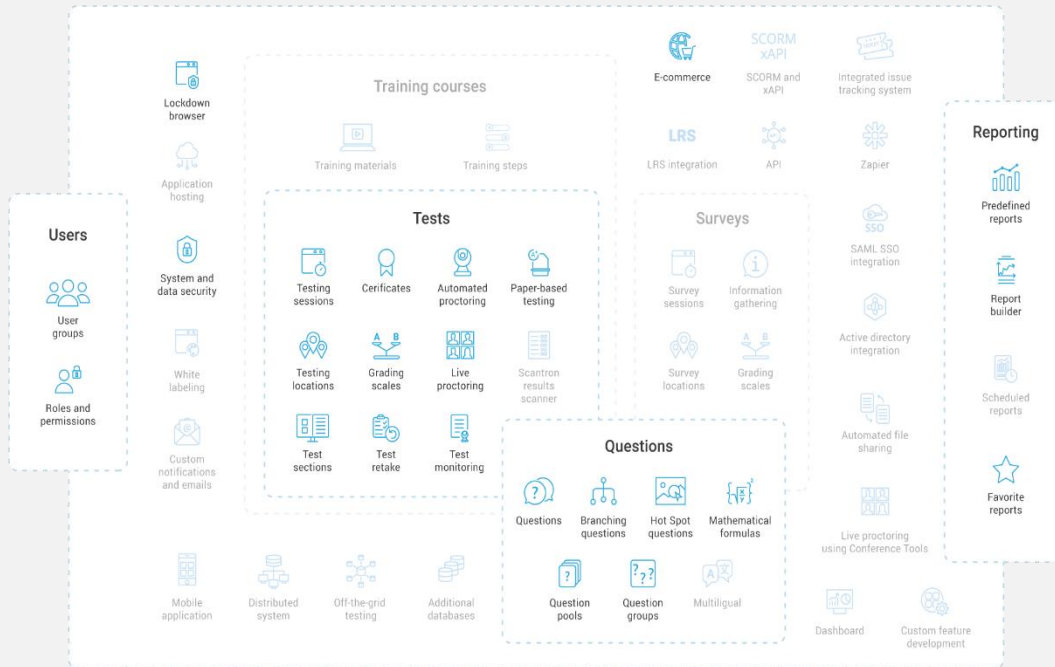 Lockdown
browser
Application
hosting
System and
data security
White
labeling
Custom
notifications
and emails
Users
User
groups
Roles and
permissions
Training courses
Training materials
Training steps
Tests
Testing
sessions
Cerificates
Automated
proctoring
Paper-based
testing
Testing
locations
Grading
scales
A B
Live
proctoring
Scantron
results
scanner
Test
sections
Test
retake
Test
monitoring
Surveys
Survey
sessions
Information
gathering
Survey
locations
A B
Grading
scales
Questions
Questions
Branching
questions
Hot Spot
questions
Mathematical
formulas
Question
pools
Question
groups
Multiligual
E-commerce
SCORM
xAPI
SCORM and
xAPI
Integrated issue
tracking system
LRS
LRS integration
API
Zapier
SSO
SAML SSO
integration
Active directory
integration
Automated file
sharing
Live proctoring
using Conference Tools
Reporting
Predefined
reports
Report
builder
Scheduled
reports
Favorite
reports
Mobile
application
Distributed
system
Off-the-grid
testing
Additional
databases
Dashboard
Custom feature
development